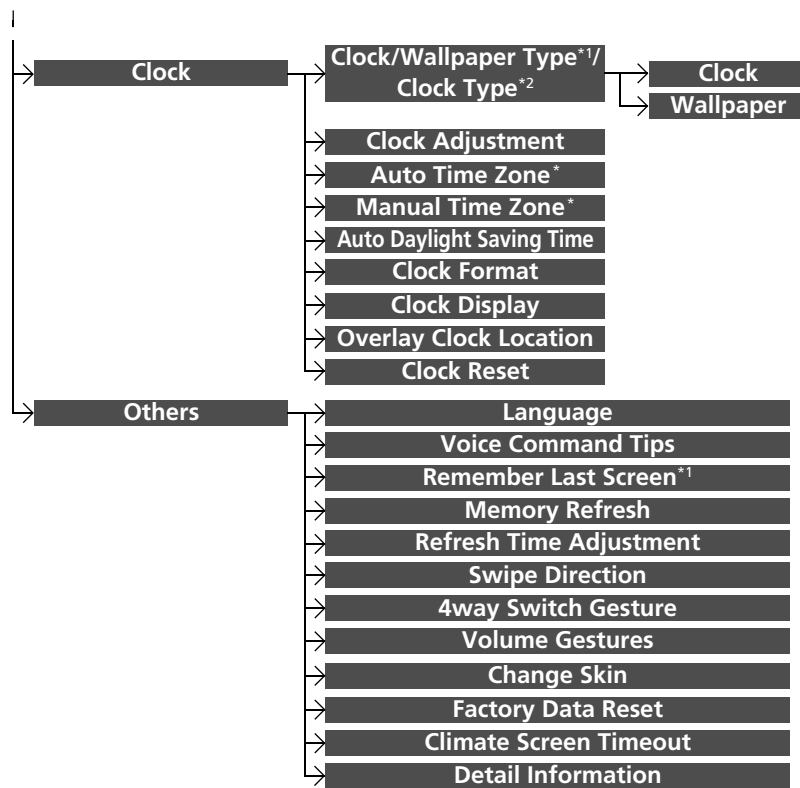 Clock
Clock/Wallpaper Type*1/
Clock Type*2
Clock
Wallpaper
Clock Adjustment
Auto Time Zone*
Manual Time Zone*
Auto Daylight Saving Time
Clock Format
Clock Display
Overlay Clock Location
Clock Reset
Others
Language
Voice Command Tips
Remember Last Screen*1
Memory Refresh
Refresh Time Adjustment
Swipe Direction
4way Switch Gesture
Volume Gestures
Change Skin
Factory Data Reset
Climate Screen Timeout
Detail Information